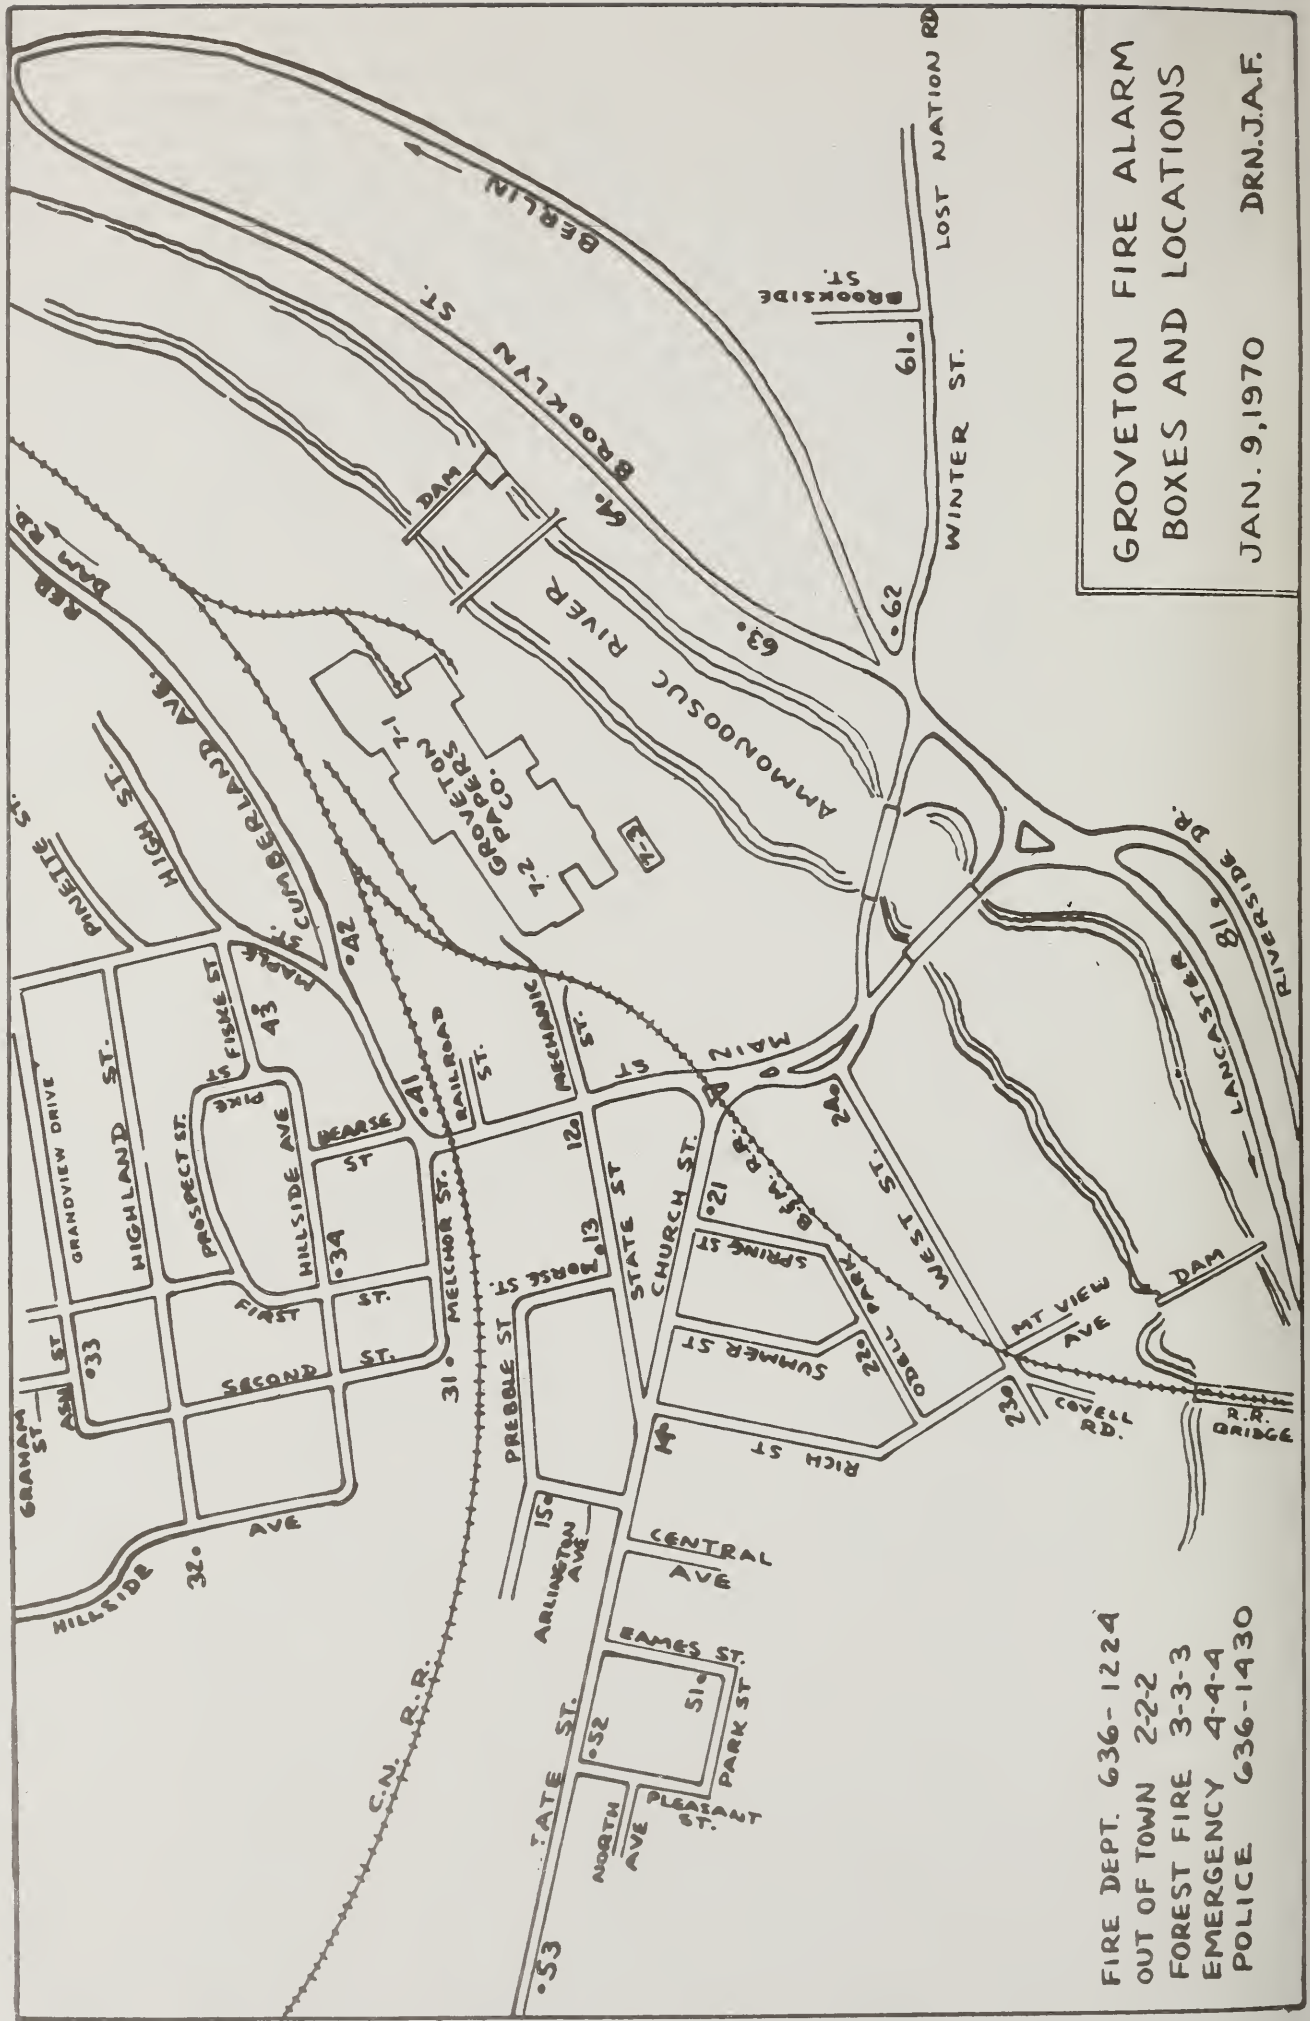 GROVETON FIRE ALARM
BOXES AND LOCATIONS
JAN. 9, 1970 DRN. J.A.F.
FIRE DEPT. 636-1224
OUT OF TOWN 2-2-2
FOREST FIRE 3-3-3
EMERGENCY 4-4-4
POLICE 636-1430
HILLSIDE
AVE
32
GRAHAM
ST
ASH
ST
33
GRANDVIEW DRIVE
HIGHLAND ST.
PINETTE ST.
HIGH ST.
RED DAM RD.
CUMBERLAND AVE.
MAPLE ST.
FISKE ST
43
42
PROSPECT ST.
PIKE
ST
HILLSIDE AVE
34
BEARSE
ST
FIRST
ST.
SECOND
ST.
MELCHOR ST.
31
41
RAILROAD
ST.
C.N. R.R.
MECHANIC
ST.
12
MAIN
ST
PREBBLE ST
MORSE ST.
13
STATE ST
CHURCH ST.
21
SPRING ST
SUMMER ST
22
ODELL PARK
B.&M. R.R.
WEST ST.
24
MT VIEW
AVE
23
COVELL
RD.
R.R.
BRIDGE
DAM
RICH ST
14
15
ARLINGTON
AVE
CENTRAL
AVE
EAMES ST.
51
52
PARK ST
PLEASANT
ST.
NORTH
AVE
TATE ST.
53
GROVETON
PAPERS
CO.
7-1
7-2
7-3
DAM
AMMONOOSUC RIVER
BROOKLYN ST.
64
63
62
BERLIN
61
BROOKSIDE
ST.
WINTER ST.
LOST NATION RD
RIVERSIDE DR.
81
LANCASTER
LANCASTER